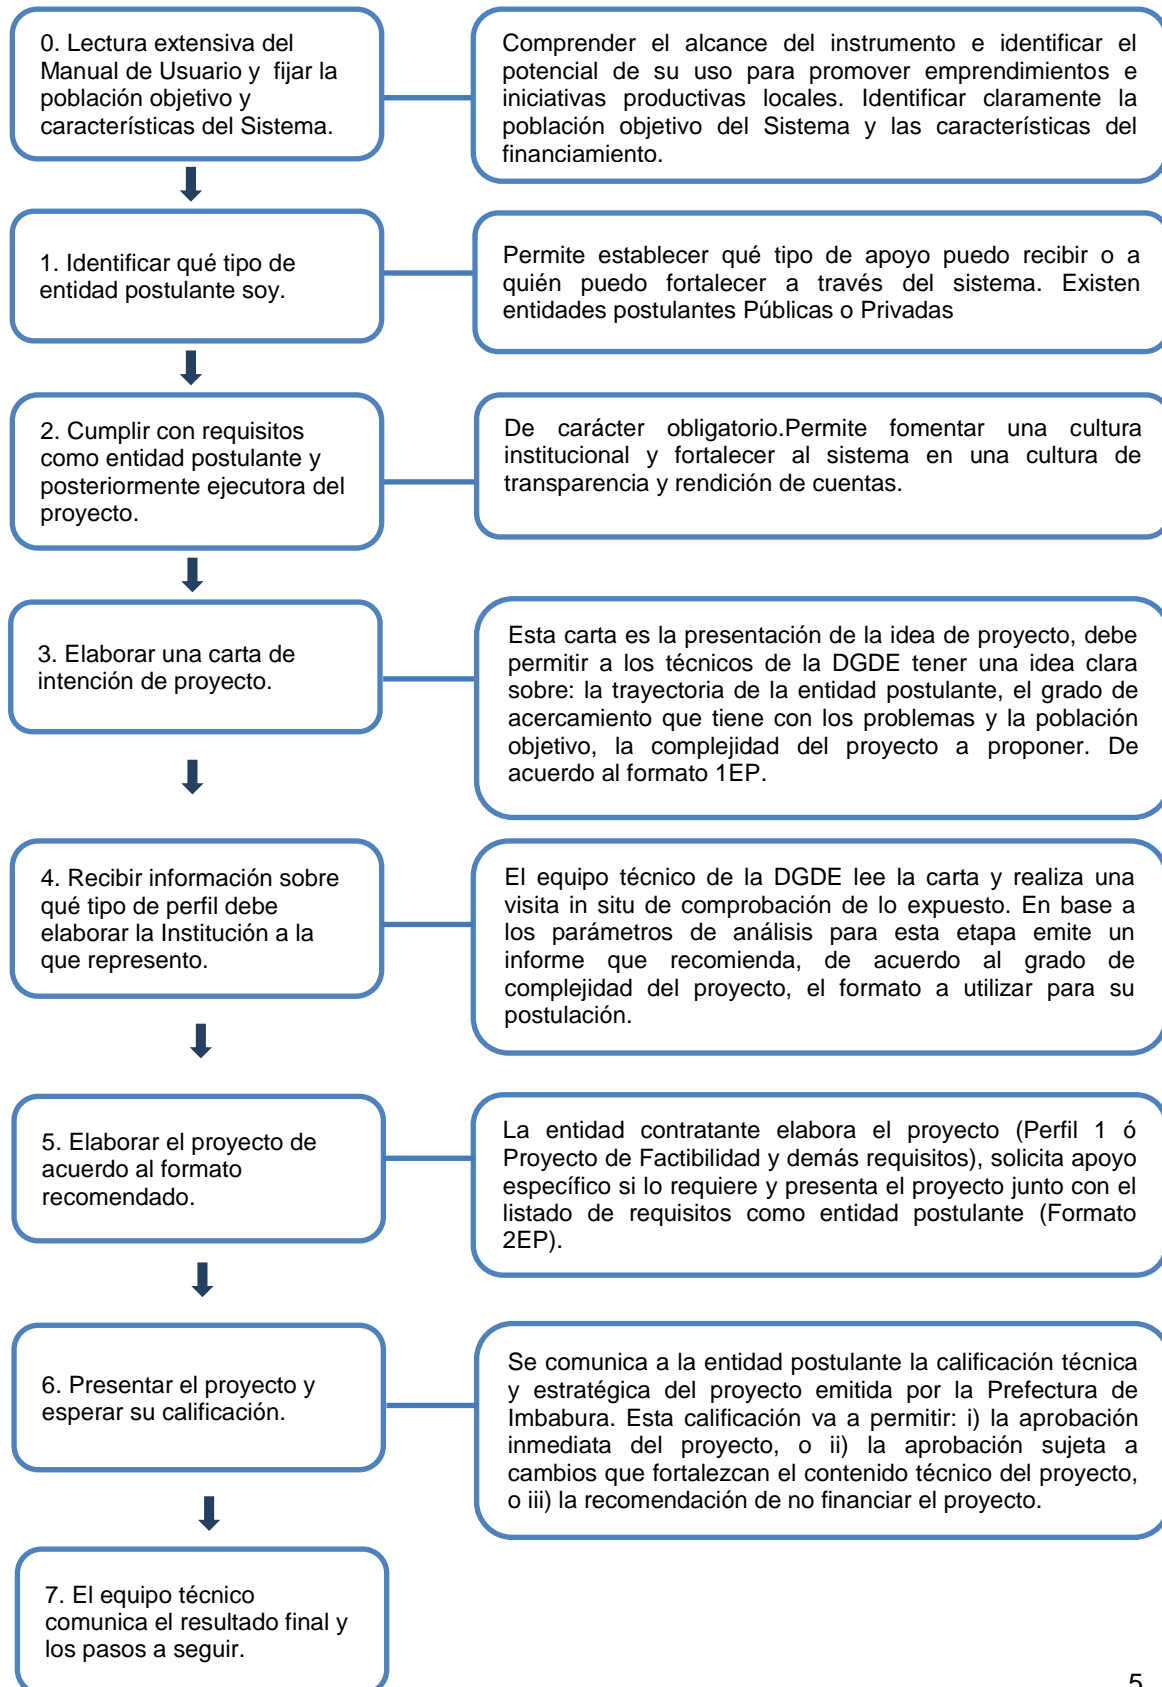 0. Lectura extensiva del
Manual de Usuario y fijar la
población objetivo y
características del Sistema.
Comprender el alcance del instrumento e identificar el
potencial de su uso para promover emprendimientos e
iniciativas productivas locales. Identificar claramente la
población objetivo del Sistema y las características del
financiamiento.
1. Identificar qué tipo de
entidad postulante soy.
Permite establecer qué tipo de apoyo puedo recibir o a
quién puedo fortalecer a través del sistema. Existen
entidades postulantes Públicas o Privadas
2. Cumplir con requisitos
como entidad postulante y
posteriormente ejecutora del
proyecto.
De carácter obligatorio.Permite fomentar una cultura
institucional y fortalecer al sistema en una cultura de
transparencia y rendición de cuentas.
3. Elaborar una carta de
intención de proyecto.
Esta carta es la presentación de la idea de proyecto, debe
permitir a los técnicos de la DGDE tener una idea clara
sobre: la trayectoria de la entidad postulante, el grado de
acercamiento que tiene con los problemas y la población
objetivo, la complejidad del proyecto a proponer. De
acuerdo al formato 1EP.
4. Recibir información sobre
qué tipo de perfil debe
elaborar la Institución a la
que represento.
El equipo técnico de la DGDE lee la carta y realiza una
visita in situ de comprobación de lo expuesto. En base a
los parámetros de análisis para esta etapa emite un
informe que recomienda, de acuerdo al grado de
complejidad del proyecto, el formato a utilizar para su
postulación.
5. Elaborar el proyecto de
acuerdo al formato
recomendado.
La entidad contratante elabora el proyecto (Perfil 1 ó
Proyecto de Factibilidad y demás requisitos), solicita apoyo
específico si lo requiere y presenta el proyecto junto con el
listado de requisitos como entidad postulante (Formato
2EP).
6. Presentar el proyecto y
esperar su calificación.
Se comunica a la entidad postulante la calificación técnica
y estratégica del proyecto emitida por la Prefectura de
Imbabura. Esta calificación va a permitir: i) la aprobación
inmediata del proyecto, o ii) la aprobación sujeta a
cambios que fortalezcan el contenido técnico del proyecto,
o iii) la recomendación de no financiar el proyecto.
7. El equipo técnico
comunica el resultado final y
los pasos a seguir.
5